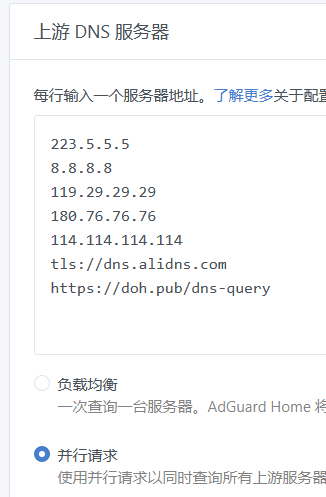 上游 DNS 服务器
每行输入一个服务器地址。了解更多关于配置
223.5.5.5
8.8.8.8
119.29.29.29
180.76.76.76
114.114.114.114
tls://dns.alidns.com
https://doh.pub/dns-query
负载均衡
一次查询一台服务器。AdGuard Home 将
并行请求
使用并行请求以同时查询所有上游服务器